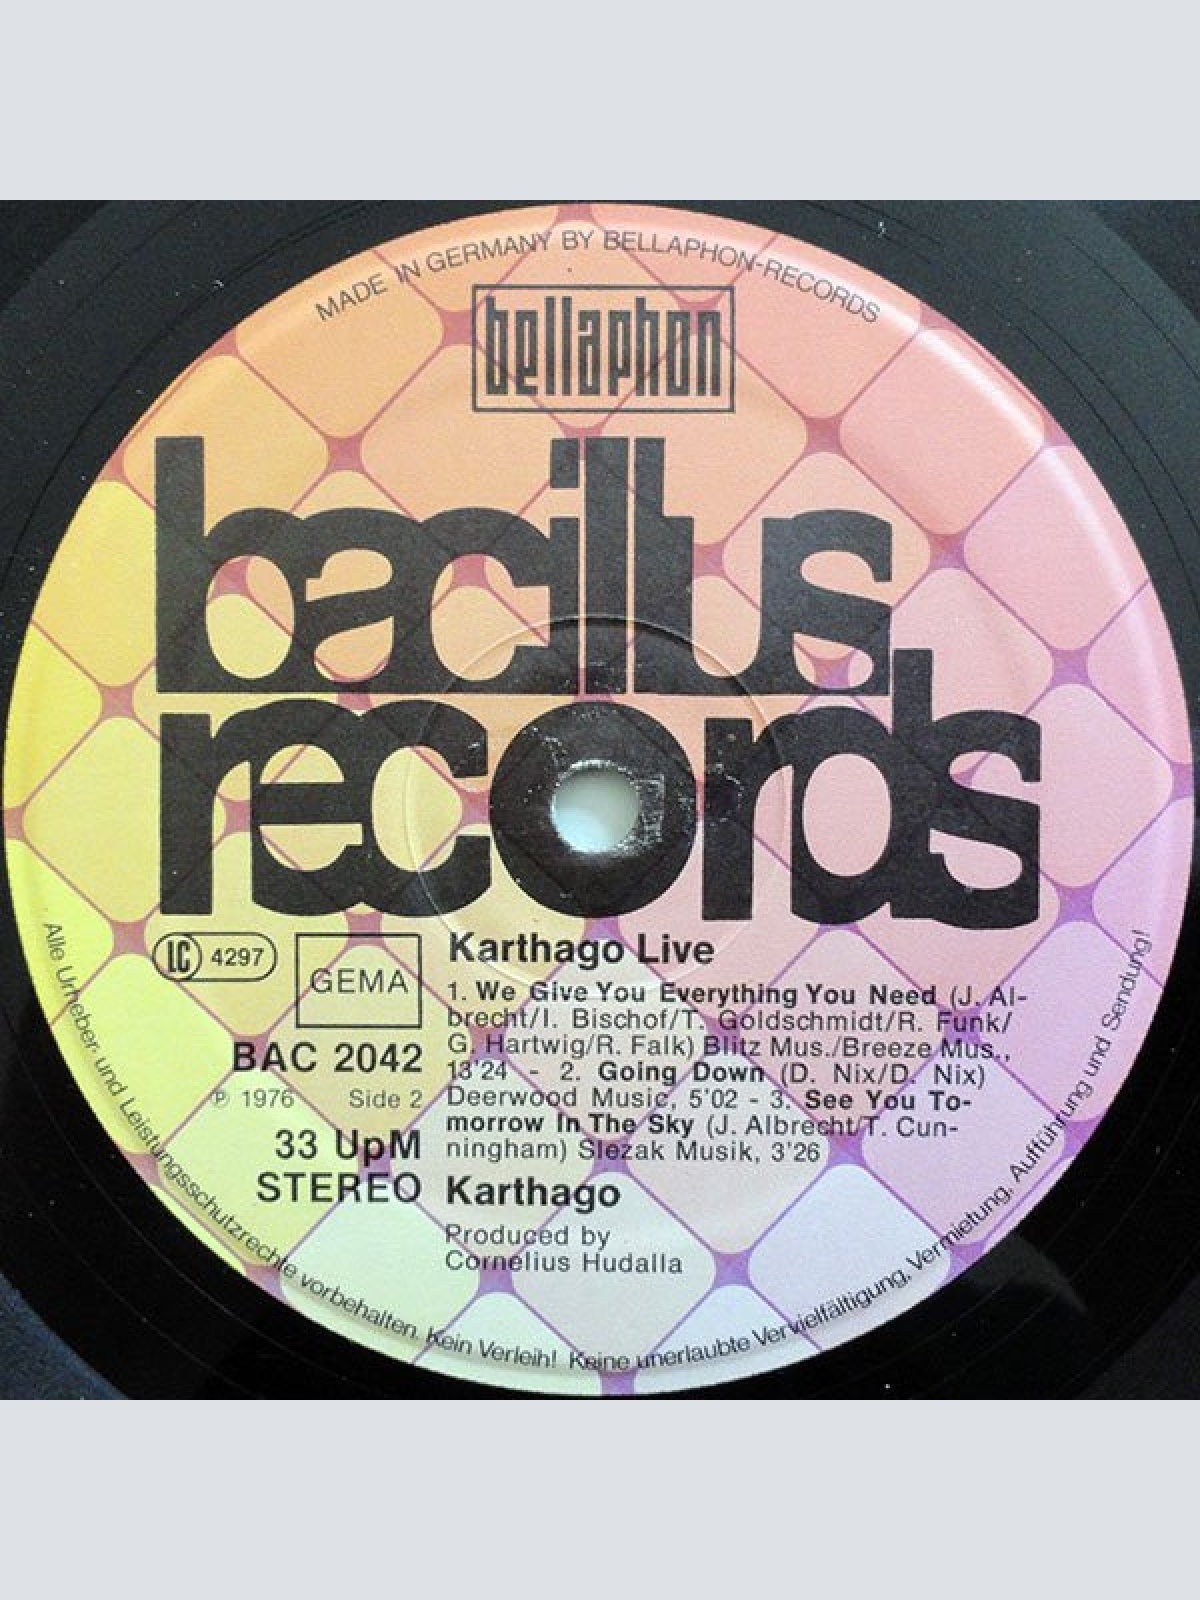 MADE IN GERMANY BY BELLAPHON-RECORDS
bellaphon
bacillus
records
LC 4297
GEMA
BAC 2042
℗ 1976 Side 2
33 UpM
STEREO
Karthago Live
1. We Give You Everything You Need (J. Al-
brecht/I. Bischof/T. Goldschmidt/R. Funk/
G. Hartwig/R. Falk) Blitz Mus./Breeze Mus.,
13'24 - 2. Going Down (D. Nix/D. Nix)
Deerwood Music, 5'02 - 3. See You To-
morrow In The Sky (J. Albrecht/T. Cun-
ningham) Slezak Musik, 3'26
Karthago
Produced by
Cornelius Hudalla
Alle Urheber- und Leistungsschutzrechte vorbehalten. Kein Verleih! Keine unerlaubte Vervielfältigung, Vermietung, Aufführung und Sendung!